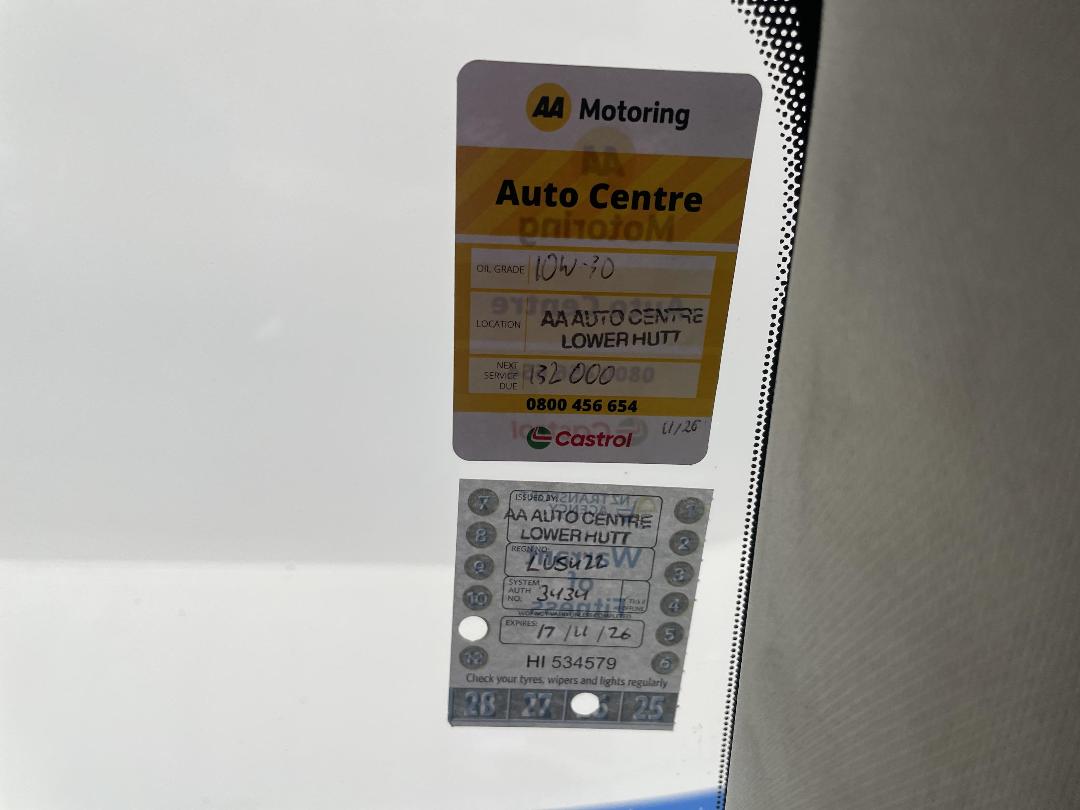 AA Motoring
Auto Centre
OIL GRADE 10W-30
LOCATION AA AUTO CENTRE
LOWER HUTT
NEXT
SERVICE
DUE 132000
0800 456 654
Castrol 11/26
ISSUED BY:
AA AUTO CENTRE
LOWER HUTT
REGN NO.
SYSTEM
AUTH
NO. 3434
EXPIRES: 17/11/26
HI 534579
Check your tyres, wipers and lights regularly
7 8 9 10 12
1 2 3 4 5 6
28 27 25